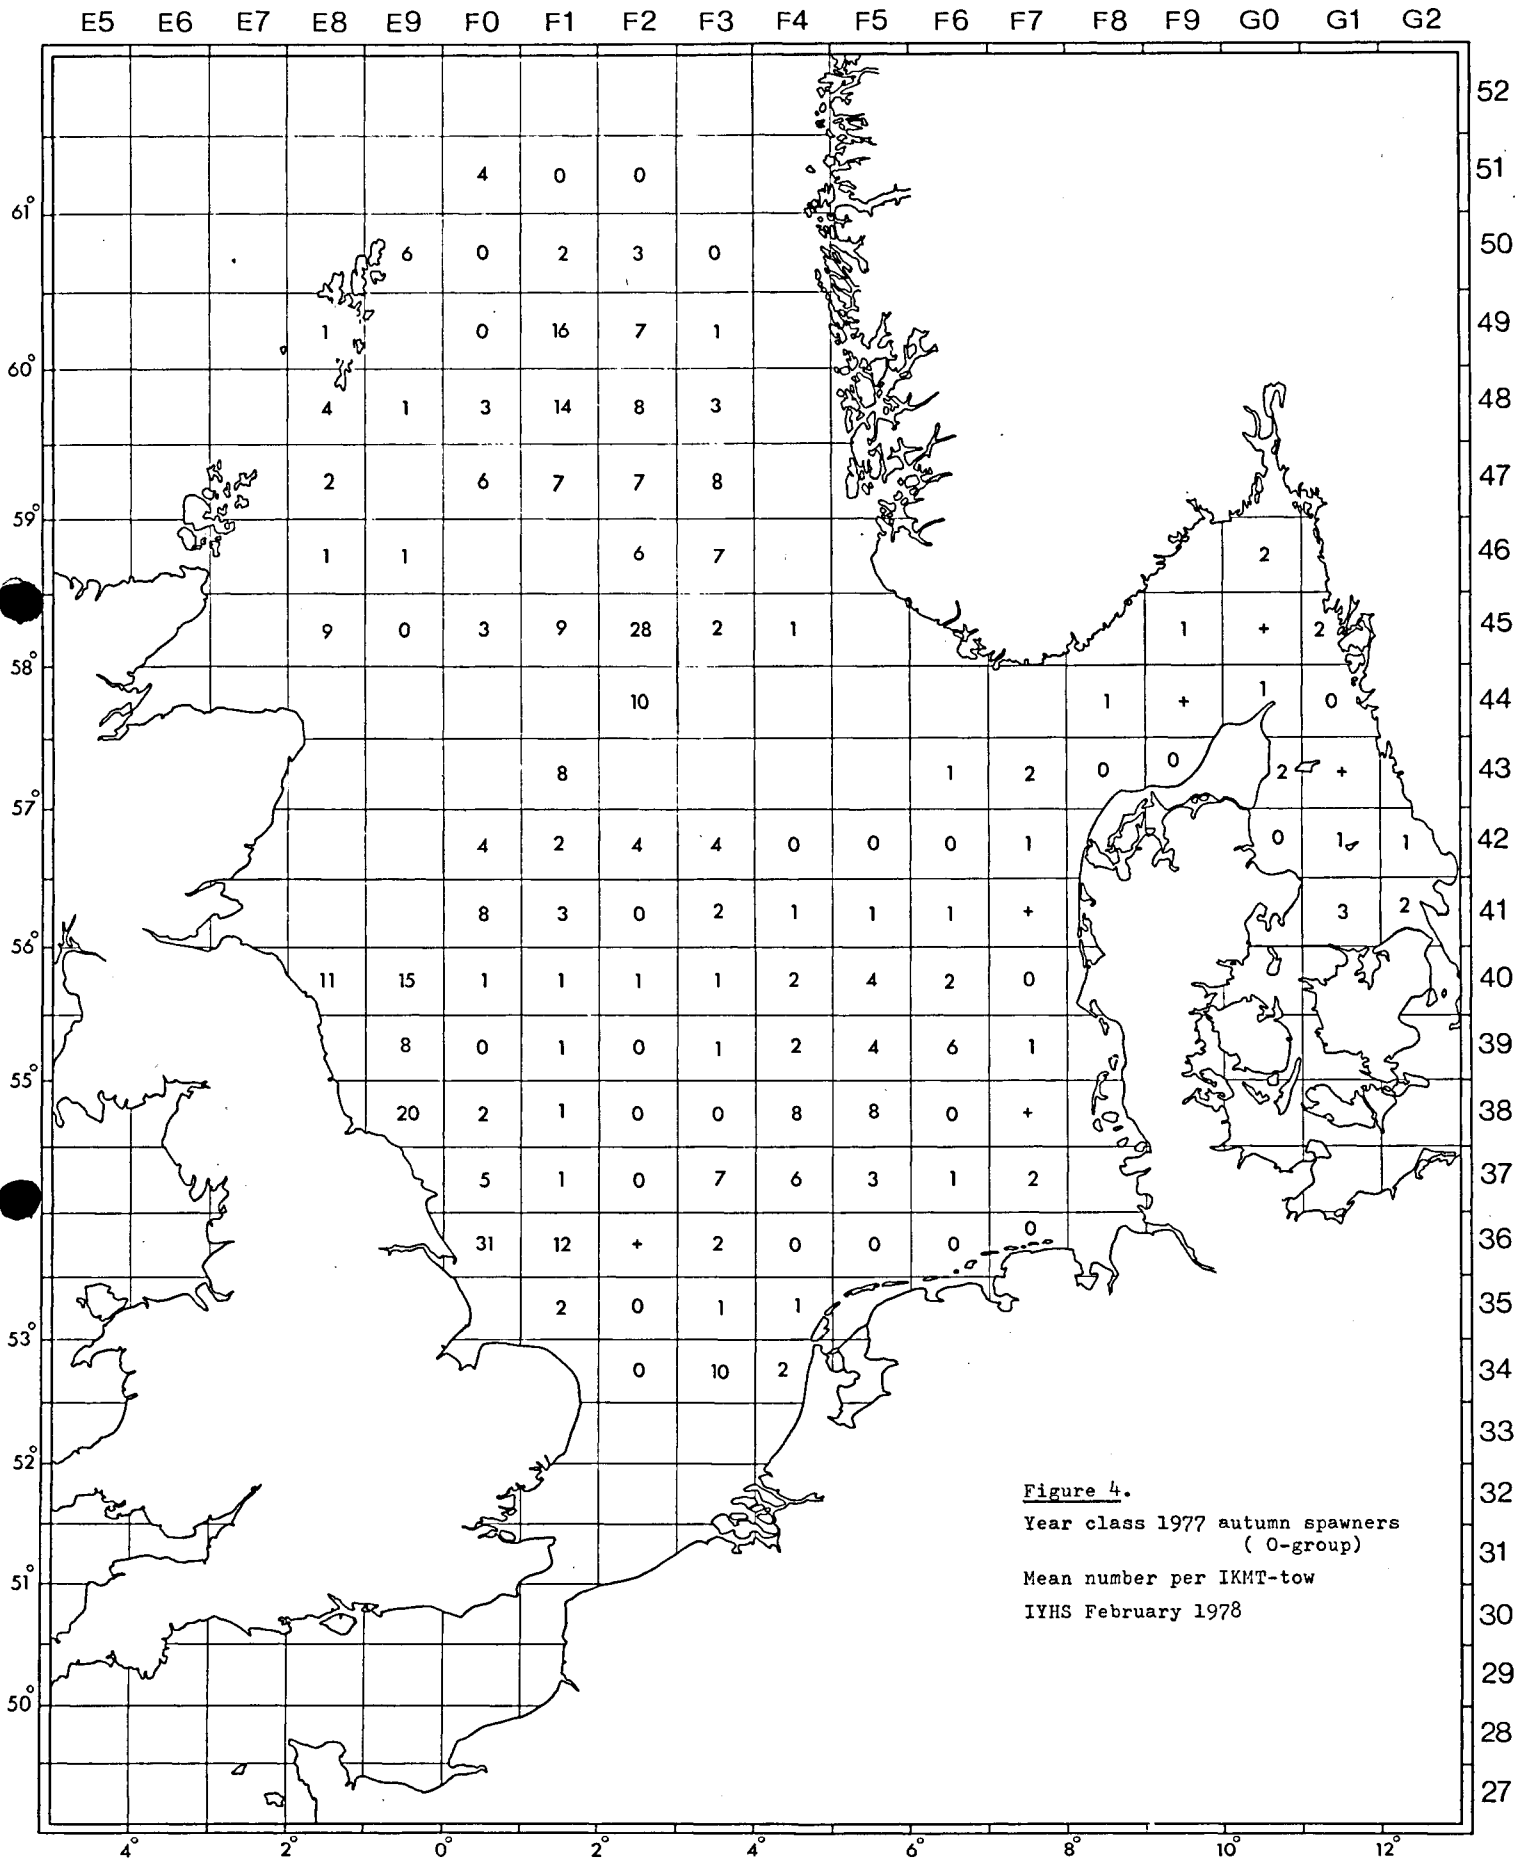 E5 E6 E7 E8 E9 F0 F1 F2 F3 F4 F5 F6 F7 F8 F9 G0 G1 G2
52
4 0 0 51
61°
6 0 2 3 0 50
1 0 16 7 1 49
60°
4 1 3 14 8 3 48
2 6 7 7 8 47
59°
1 1 6 7 2 46
9 0 3 9 28 2 1 1 + 2 45
58°
10 1 + 1 0 44
8 1 2 0 0 2 + 43
57°
4 2 4 4 0 0 0 1 0 1 1 42
8 3 0 2 1 1 1 + 3 2 41
56°
11 15 1 1 1 1 2 4 2 0 40
8 0 1 0 1 2 4 6 1 39
55°
20 2 1 0 0 8 8 0 + 38
5 1 0 7 6 3 1 2 37
31 12 + 2 0 0 0 0 36
2 0 1 1 35
53°
0 10 2 34
33
52°
32
31
51°
30
29
50°
28
27
4° 2° 0° 2° 4° 6° 8° 10° 12°
Figure 4.
Year class 1977 autumn spawners
( 0-group)
Mean number per IKMT-tow
IYHS February 1978